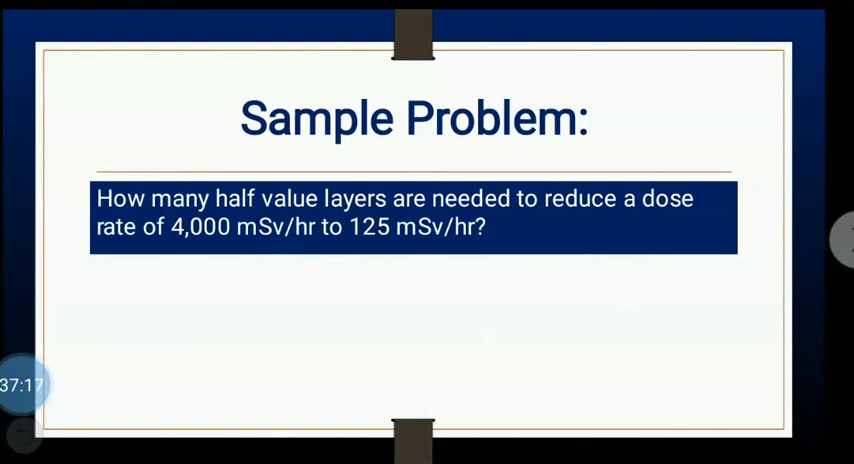 Sample Problem:
How many half value layers are needed to reduce a dose
rate of 4,000 mSv/hr to 125 mSv/hr?
37:17